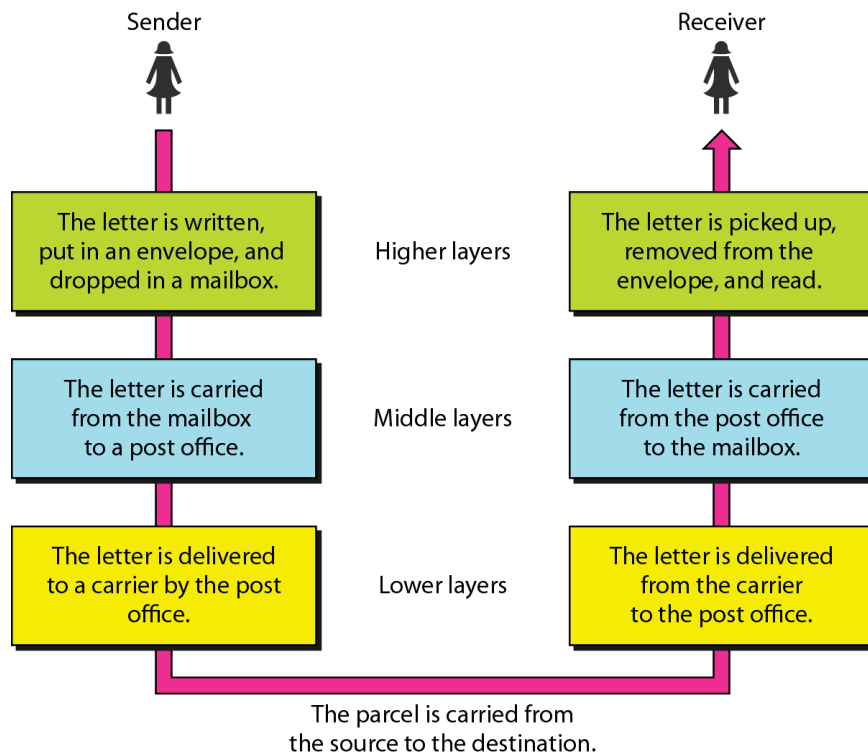 Sender
Receiver
The letter is written,
put in an envelope, and
dropped in a mailbox.
Higher layers
The letter is picked up,
removed from the
envelope, and read.
The letter is carried
from the mailbox
to a post office.
Middle layers
The letter is carried
from the post office
to the mailbox.
The letter is delivered
to a carrier by the post
office.
Lower layers
The letter is delivered
from the carrier
to the post office.
The parcel is carried from
the source to the destination.